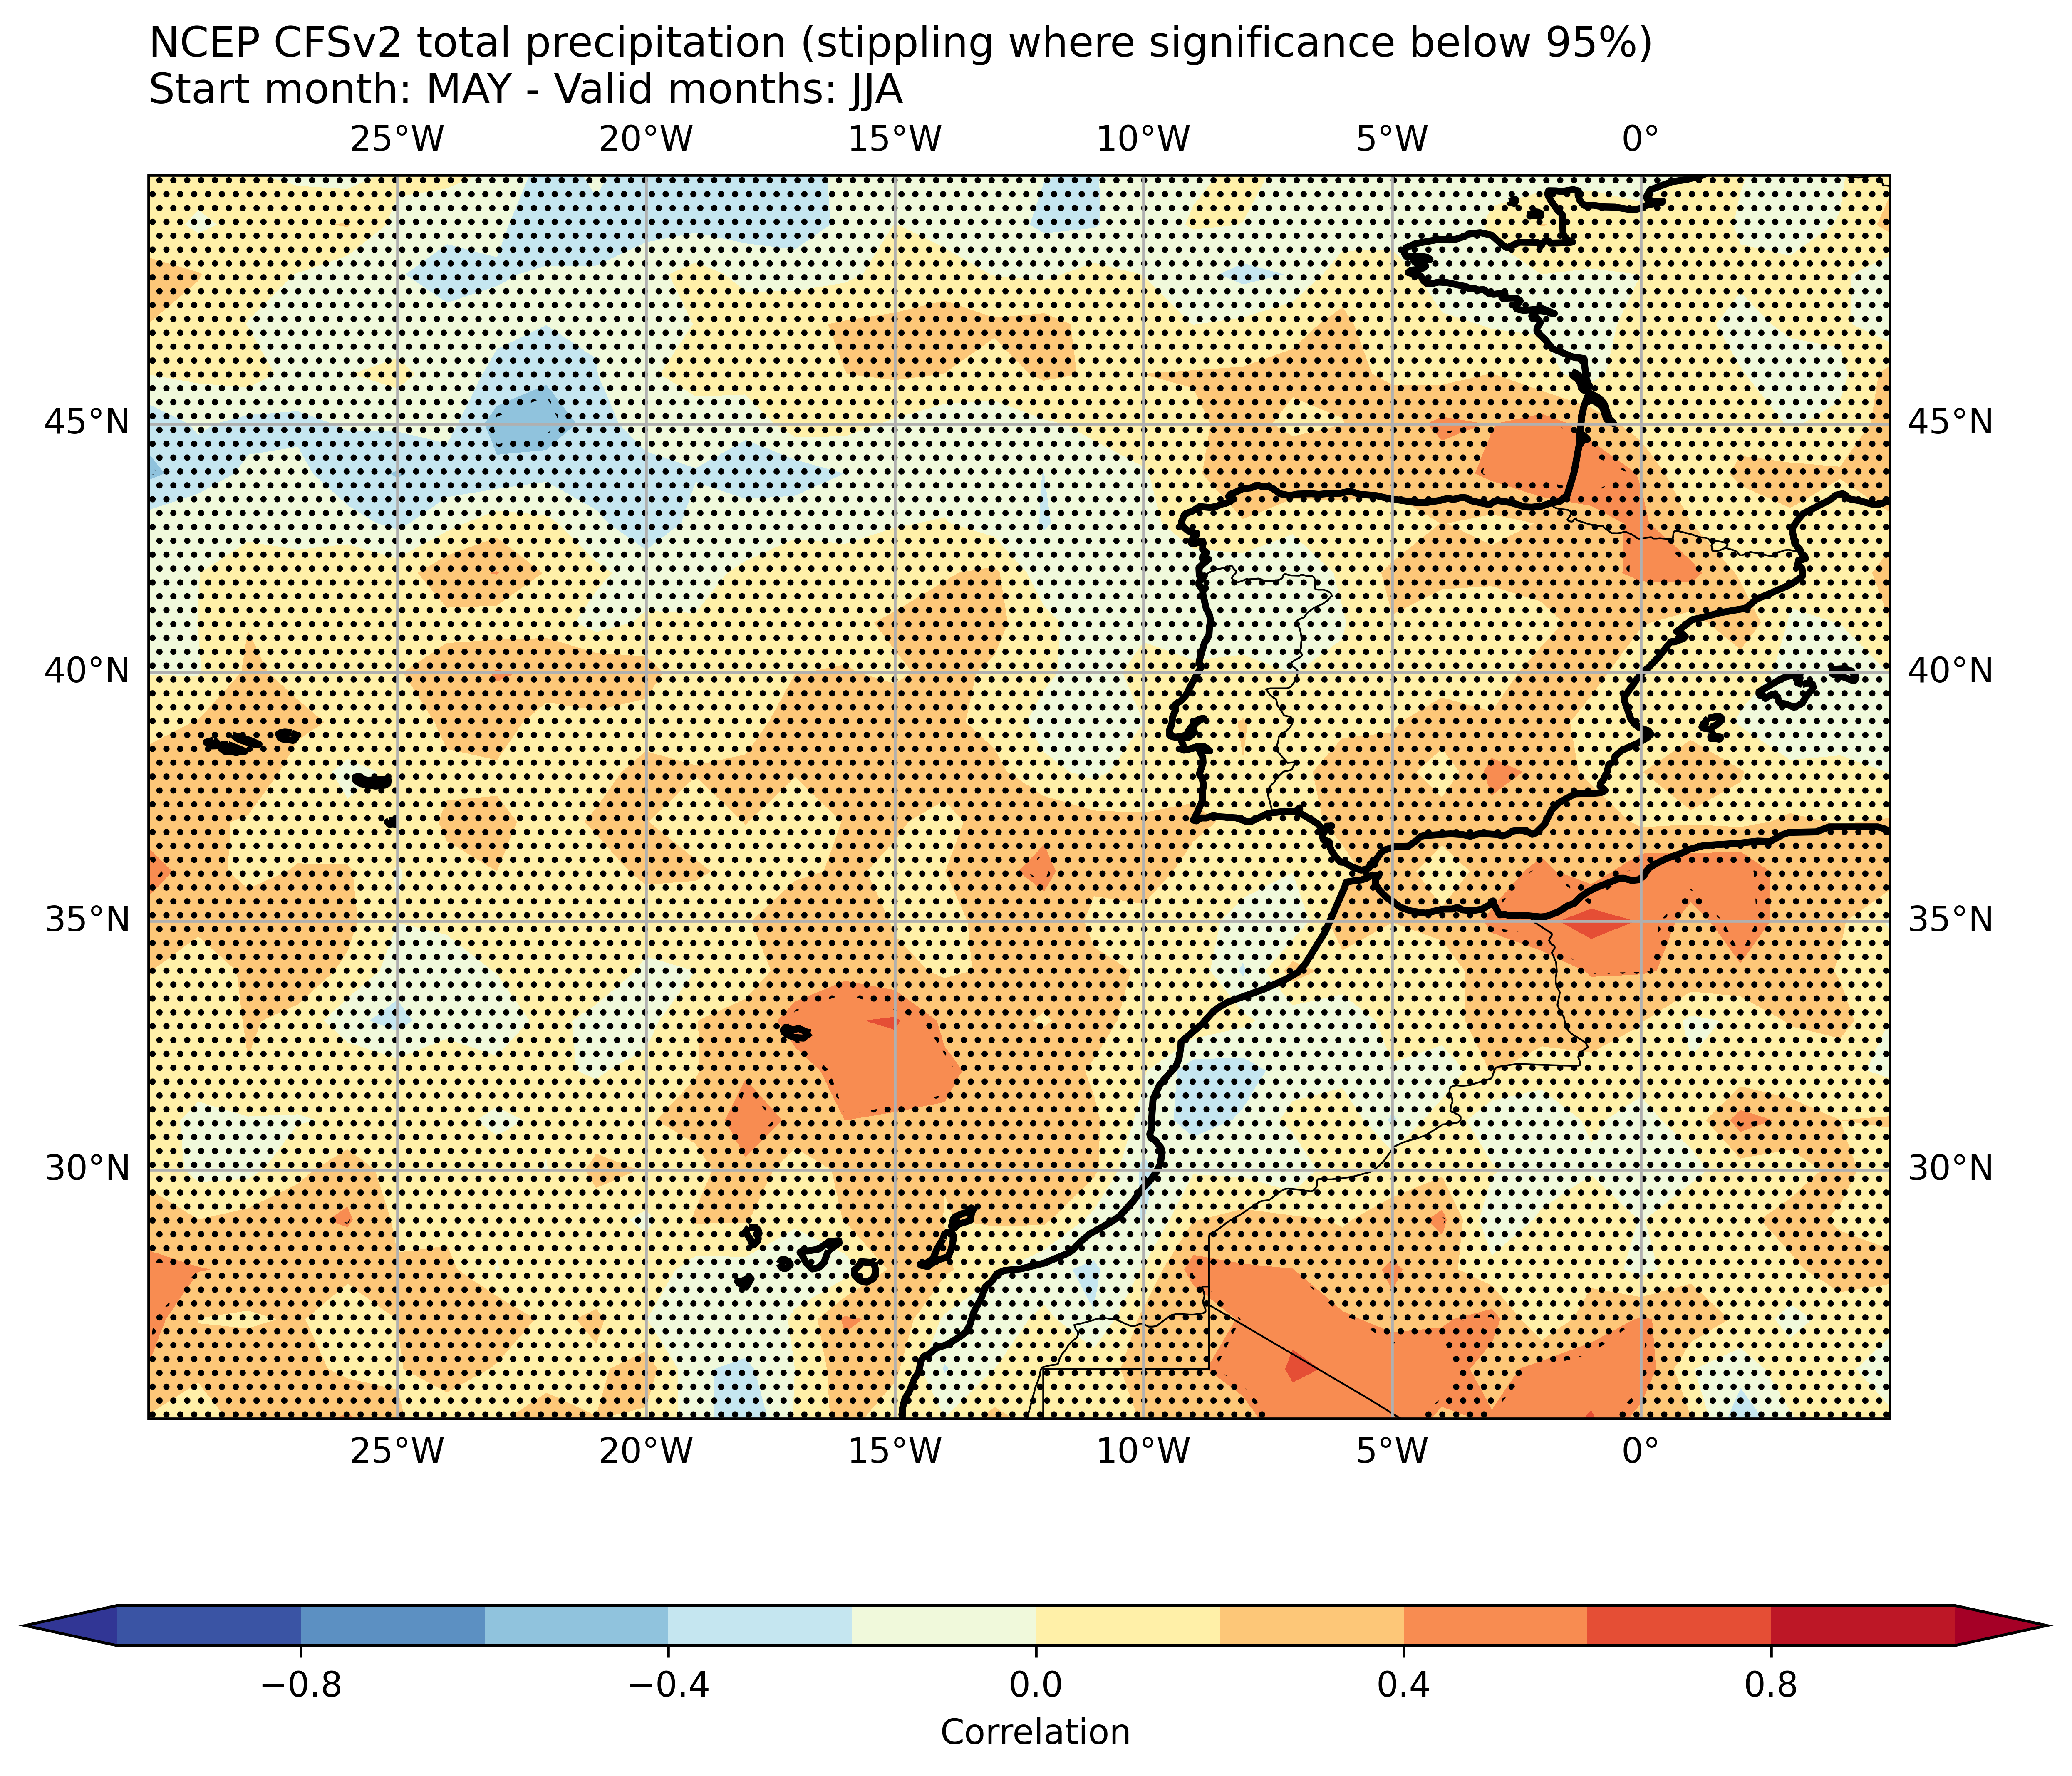 NCEP CFSv2 total precipitation (stippling where significance below 95%)
Start month: MAY - Valid months: JJA
25°W 20°W 15°W 10°W 5°W 0°
45°N 45°N
40°N 40°N
35°N 35°N
30°N 30°N
25°W 20°W 15°W 10°W 5°W 0°
−0.8 −0.4 0.0 0.4 0.8
Correlation